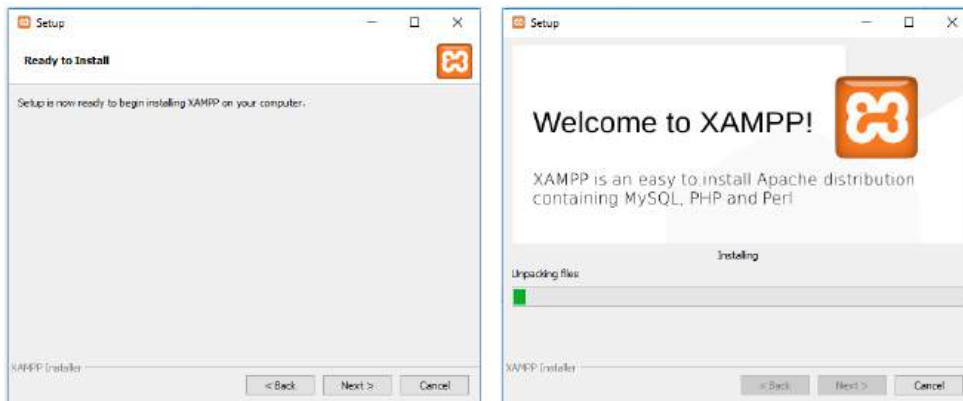 Setup
Ready to Install
Setup is now ready to begin installing XAMPP on your computer.
XAMPP Installer
< Back
Next >
Cancel
Setup
Welcome to XAMPP!
XAMPP is an easy to install Apache distribution
containing MySQL, PHP and Perl
Installing
Unpacking files
XAMPP Installer
< Back
Next >
Cancel